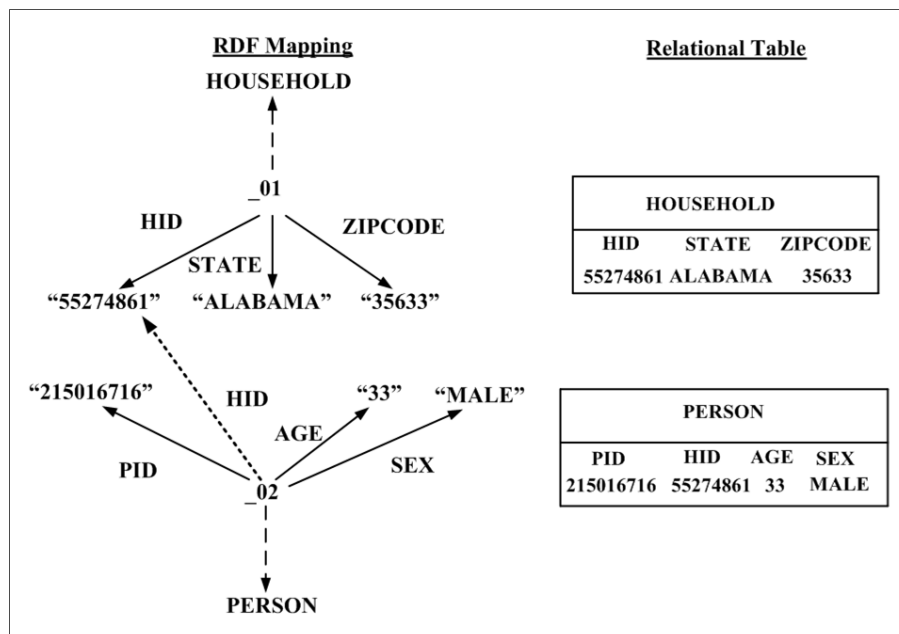 RDF Mapping
Relational Table
HOUSEHOLD
_01
HID
ZIPCODE
STATE
“55274861”
“ALABAMA”
“35633”
HOUSEHOLD
HID STATE ZIPCODE
55274861 ALABAMA 35633
“215016716”
HID
“33”
“MALE”
AGE
PID
SEX
_02
PERSON
PERSON
PID HID AGE SEX
215016716 55274861 33 MALE